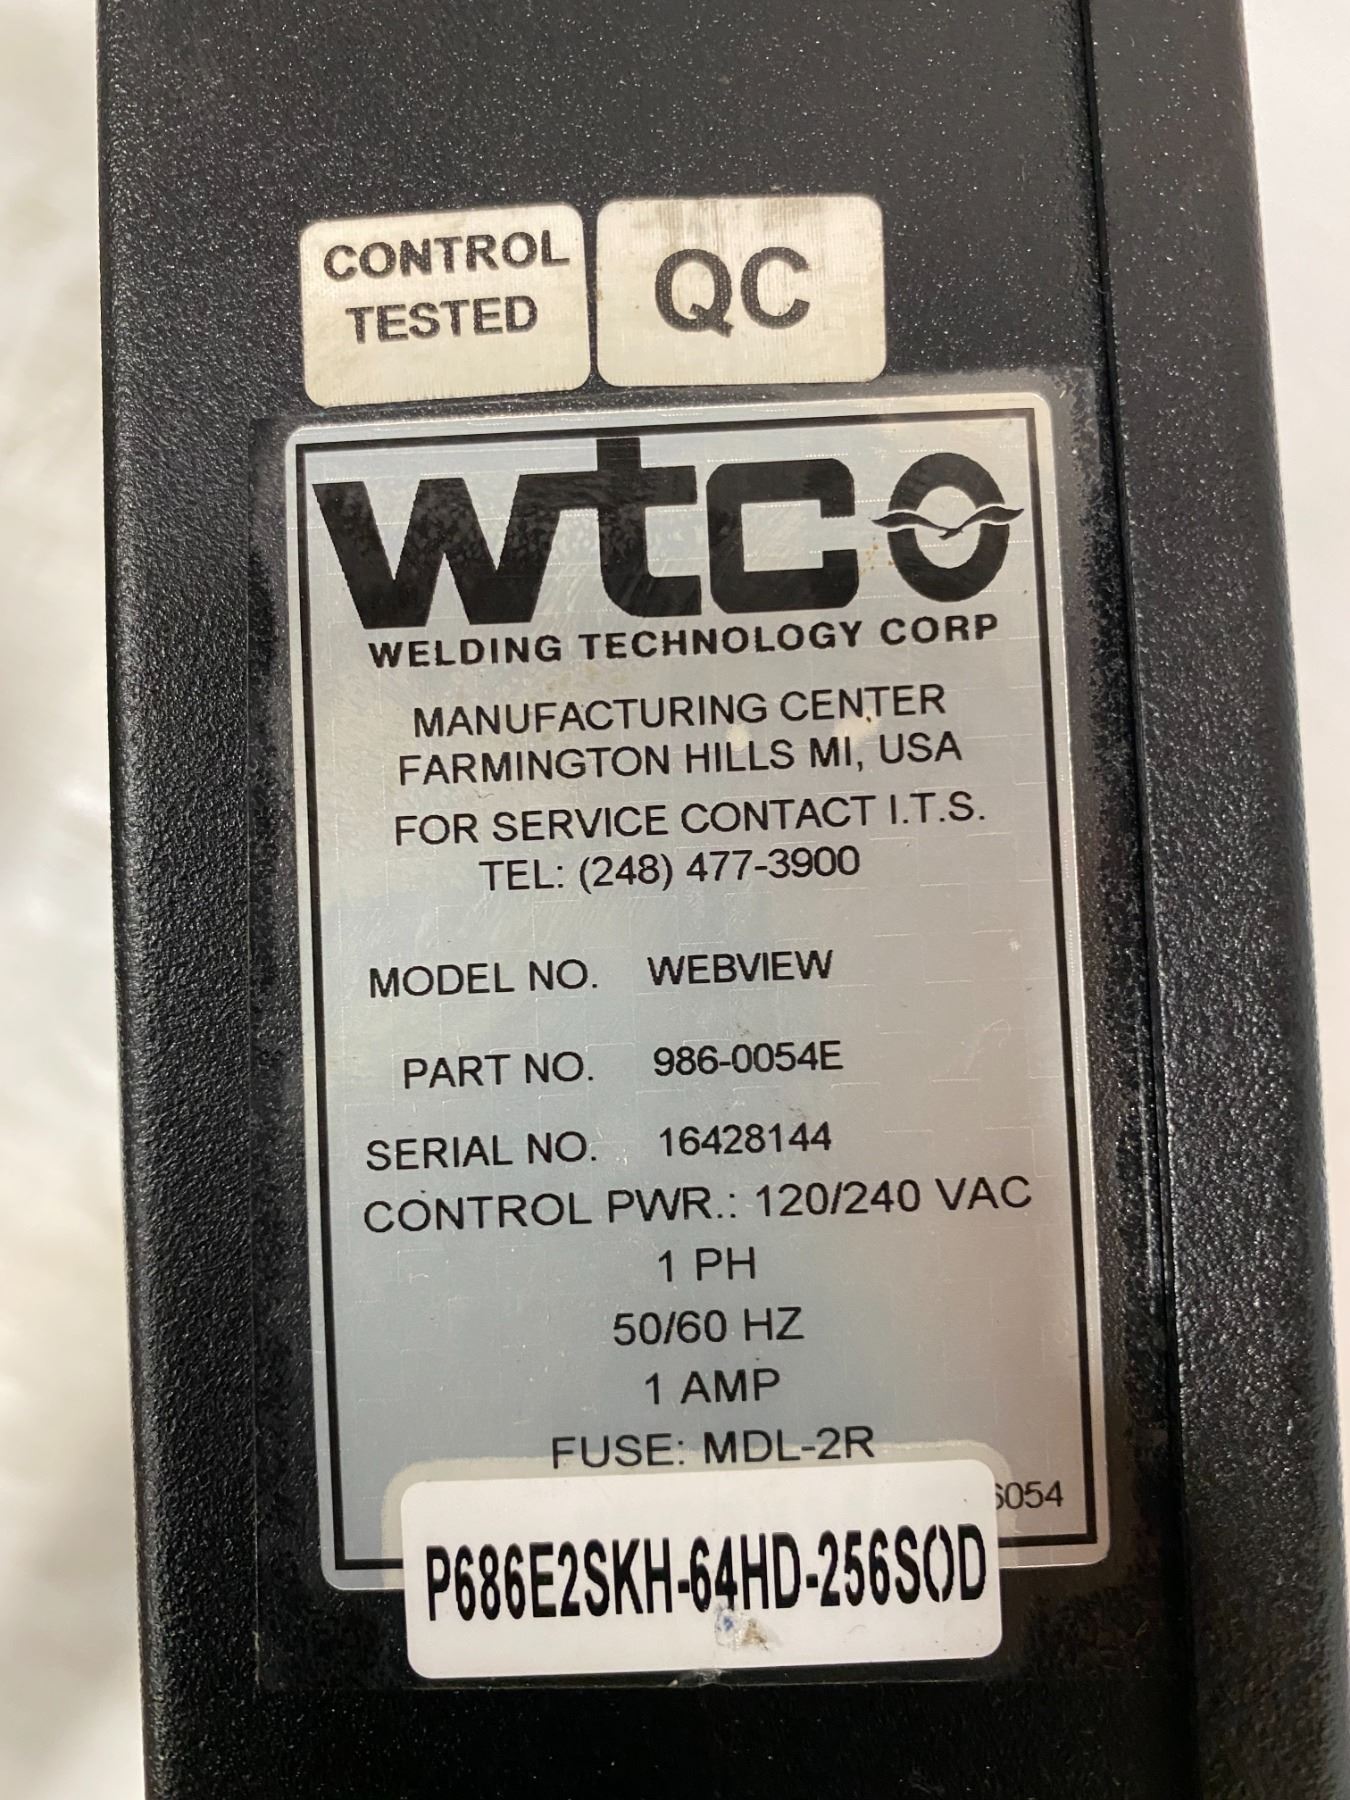 CONTROL
TESTED
QC
wtco
WELDING TECHNOLOGY CORP
MANUFACTURING CENTER
FARMINGTON HILLS MI, USA
FOR SERVICE CONTACT I.T.S.
TEL: (248) 477-3900
MODEL NO. WEBVIEW
PART NO. 986-0054E
SERIAL NO. 16428144
CONTROL PWR.: 120/240 VAC
1 PH
50/60 HZ
1 AMP
FUSE: MDL-2R
P686E2SKH-64HD-256SOD